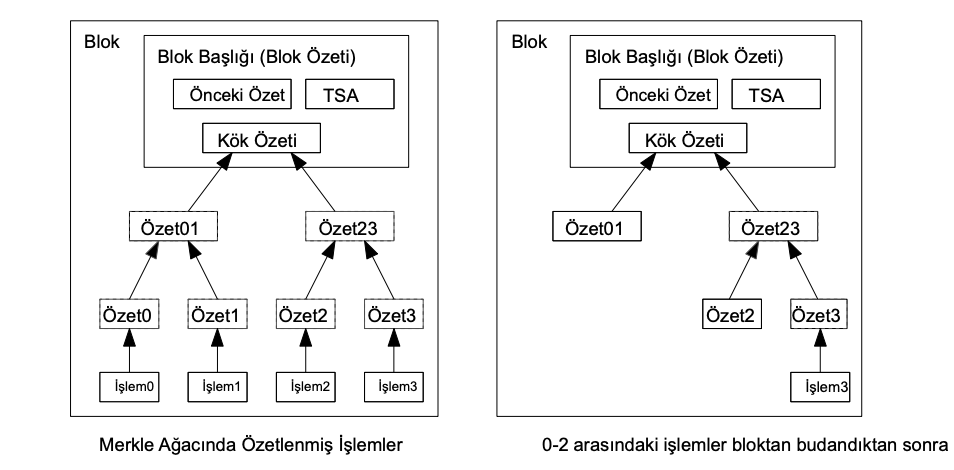 Blok
Blok Başlığı (Blok Özeti)
Önceki Özet
TSA
Kök Özeti
Özet01
Özet23
Özet0
Özet1
Özet2
Özet3
İşlem0
İşlem1
İşlem2
İşlem3
Merkle Ağacında Özetlenmiş İşlemler
Blok
Blok Başlığı (Blok Özeti)
Önceki Özet
TSA
Kök Özeti
Özet01
Özet23
Özet2
Özet3
İşlem3
0-2 arasındaki işlemler bloktan budandıktan sonra